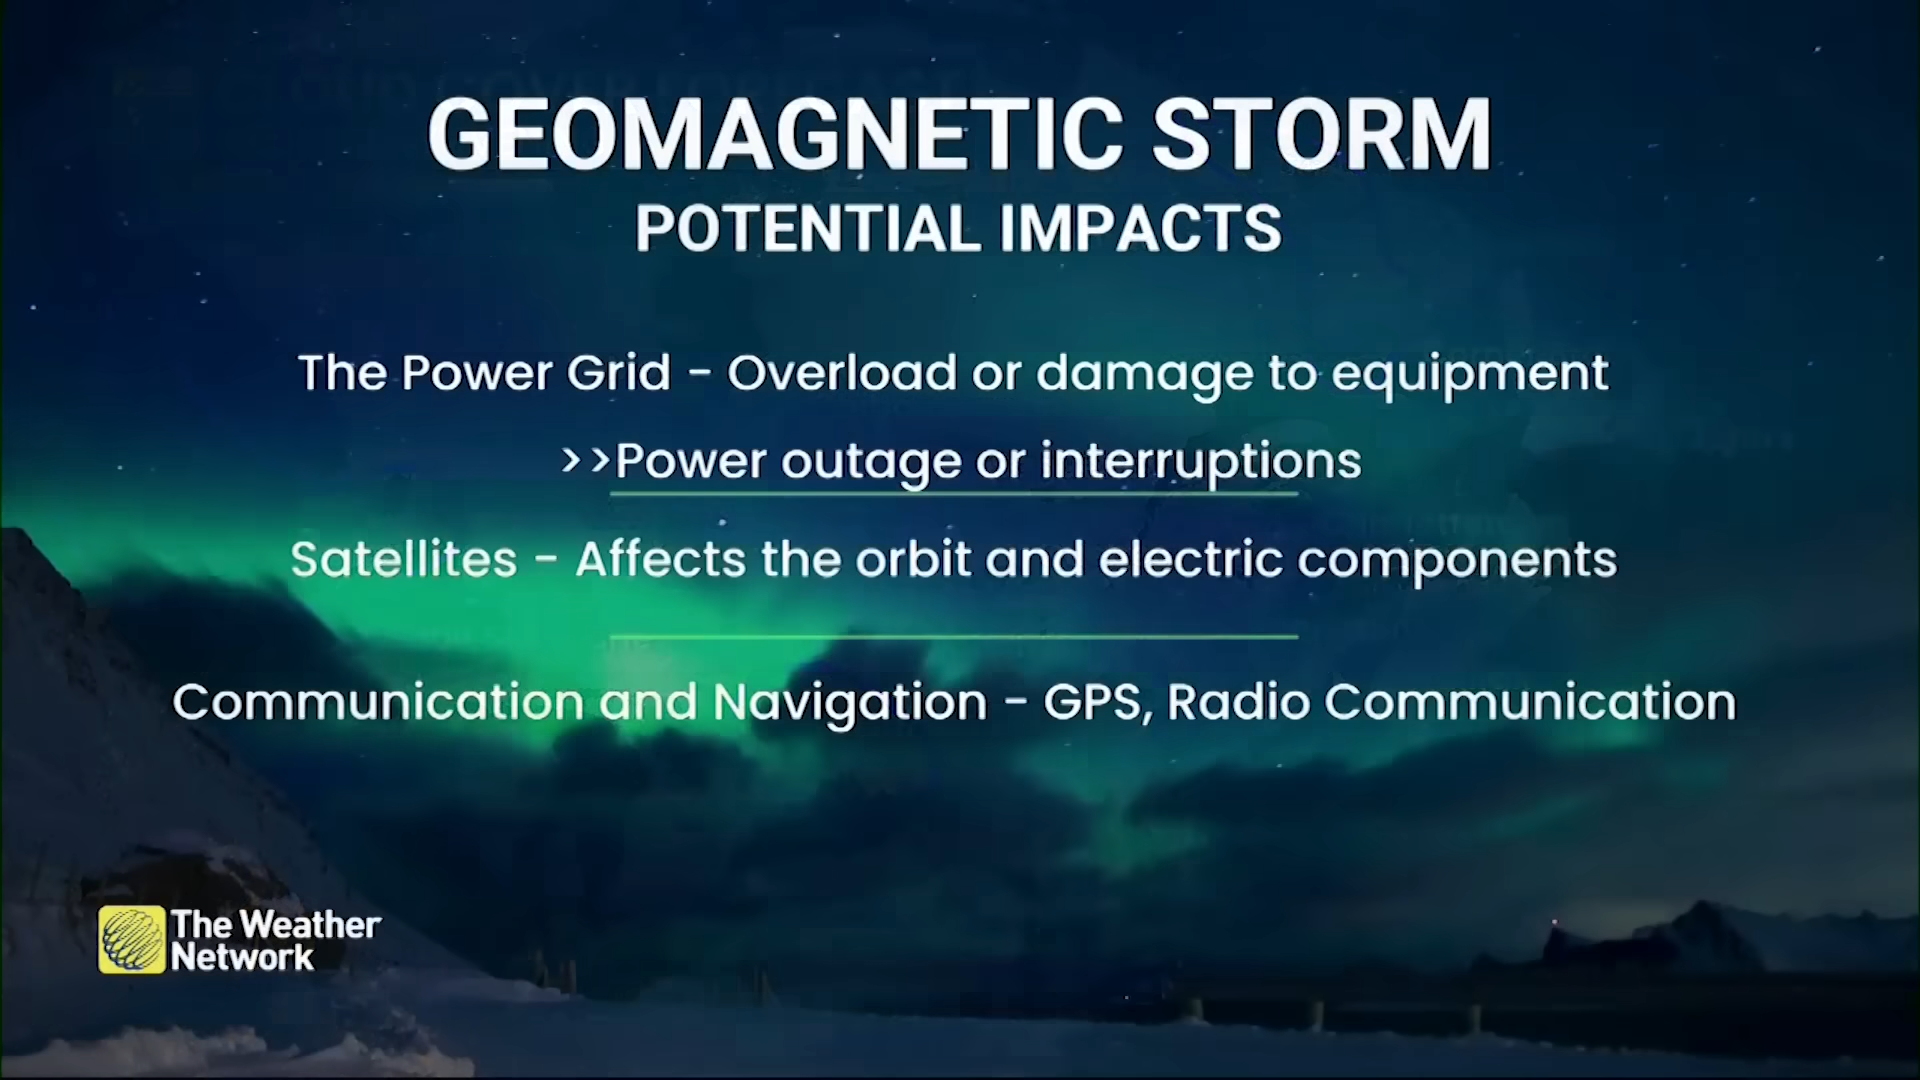 GEOMAGNETIC STORM
POTENTIAL IMPACTS
The Power Grid - Overload or damage to equipment
>>Power outage or interruptions
Satellites - Affects the orbit and electric components
Communication and Navigation - GPS, Radio Communication
The Weather
Network